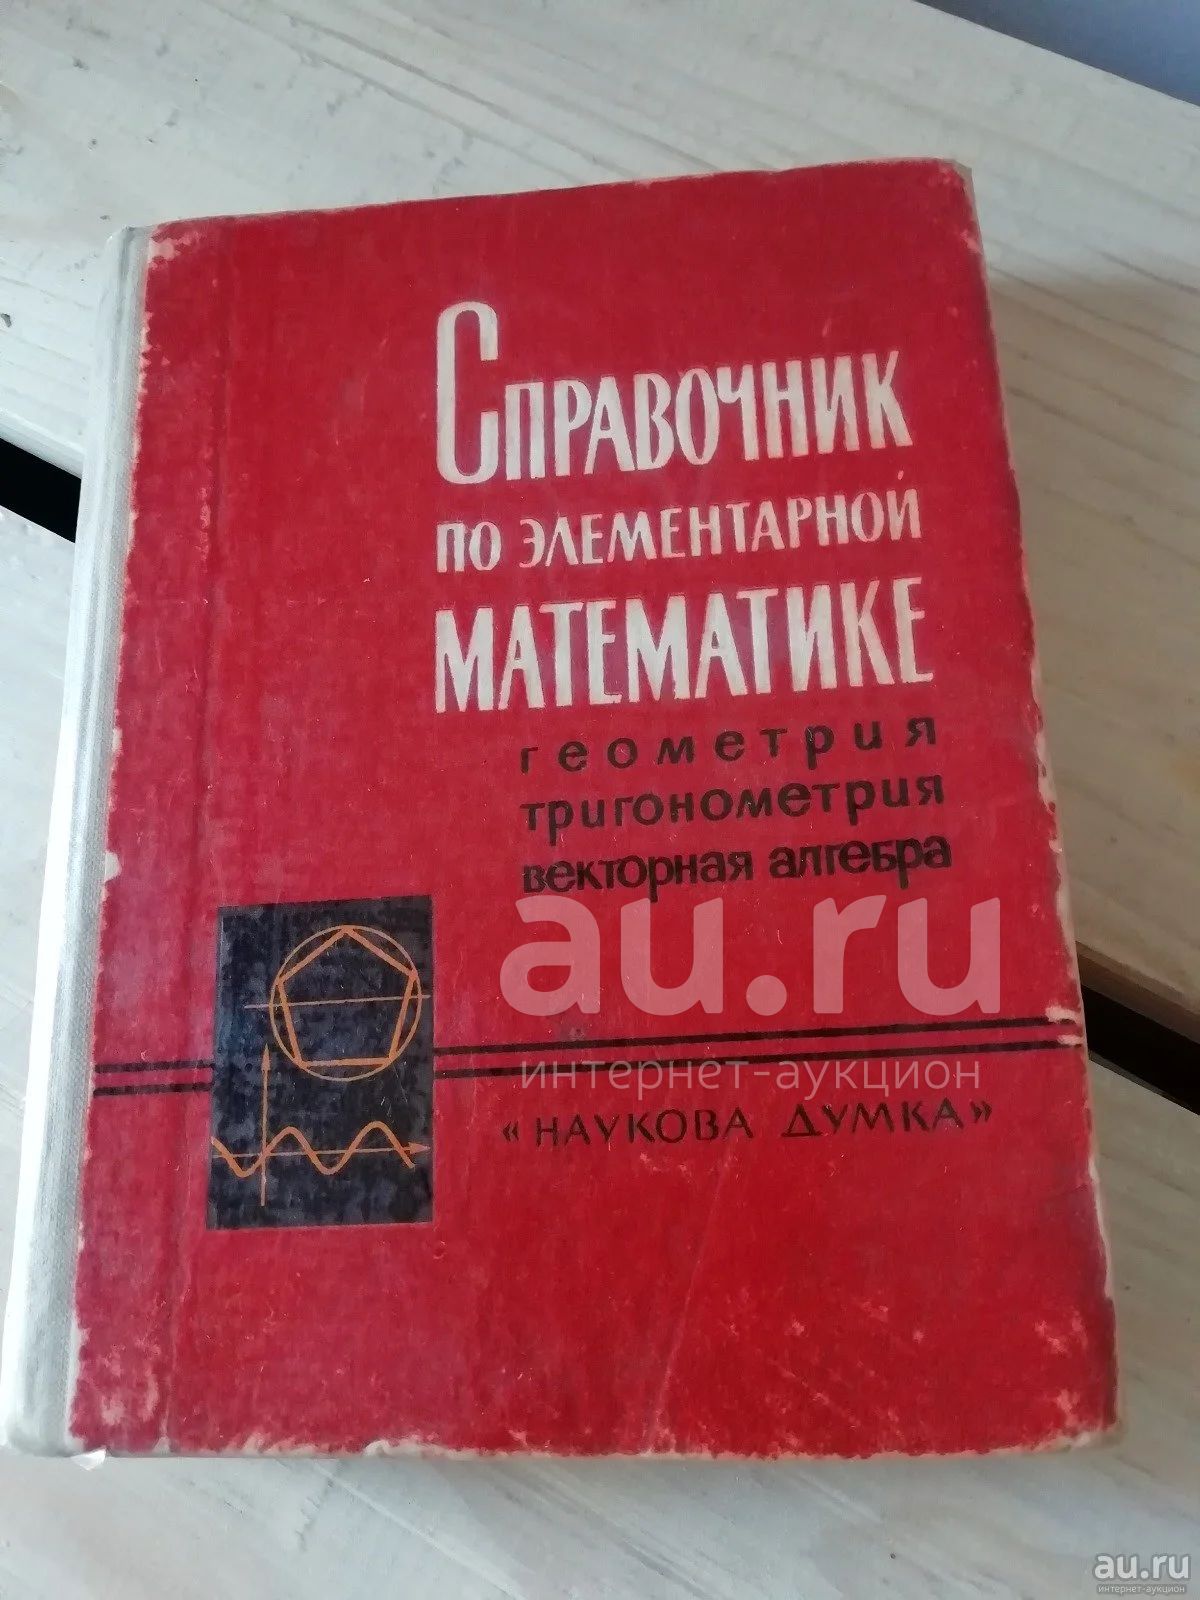 Справочник
по элементарной
математике
геометрия
тригонометрия
векторная алгебра
au.ru
интернет-аукцион
«НАУКОВА ДУМКА»
au.ru
интернет-аукцион